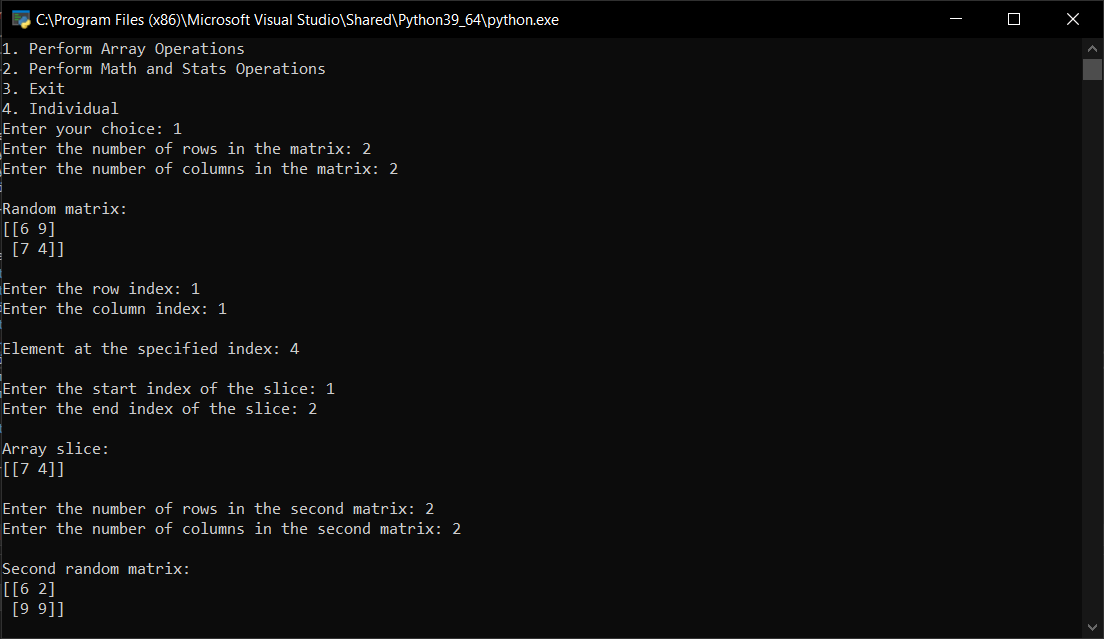 C:\Program Files (x86)\Microsoft Visual Studio\Shared\Python39_64\python.exe
1. Perform Array Operations
2. Perform Math and Stats Operations
3. Exit
4. Individual
Enter your choice: 1
Enter the number of rows in the matrix: 2
Enter the number of columns in the matrix: 2
Random matrix:
[[6 9]
 [7 4]]
Enter the row index: 1
Enter the column index: 1
Element at the specified index: 4
Enter the start index of the slice: 1
Enter the end index of the slice: 2
Array slice:
[[7 4]]
Enter the number of rows in the second matrix: 2
Enter the number of columns in the second matrix: 2
Second random matrix:
[[6 2]
 [9 9]]